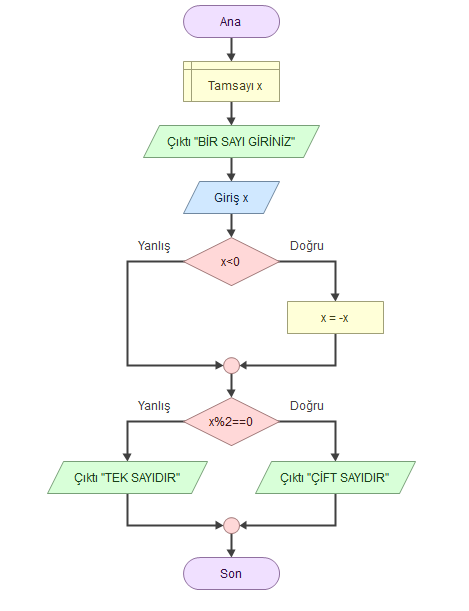 Ana
Tamsayı x
Çıktı "BİR SAYI GİRİNİZ"
Giriş x
Yanlış
Doğru
x<0
x = -x
Yanlış
Doğru
x%2==0
Çıktı "TEK SAYIDIR"
Çıktı "ÇİFT SAYIDIR"
Son